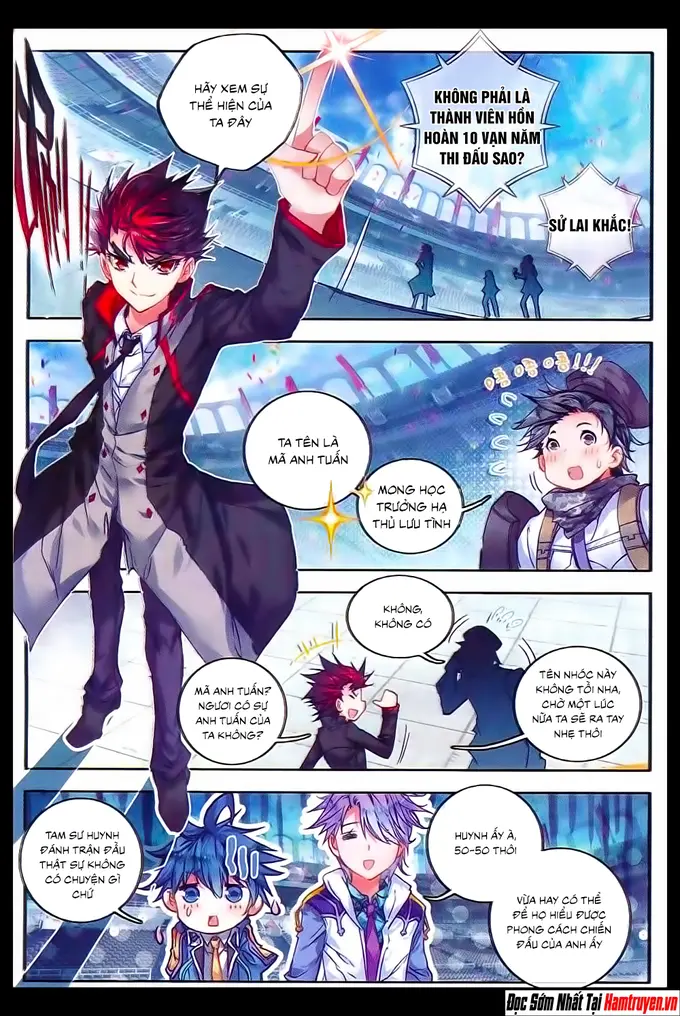 HÃY XEM SỰ
THỂ HIỆN CỦA
TA ĐÂY
KHÔNG PHẢI LÀ
THÀNH VIÊN HỒN
HOÀN 10 VẠN NĂM
THI ĐẤU SAO?
SỬ LAI KHẮC!
TA TÊN LÀ
MÃ ANH TUẤN
MONG HỌC
TRƯỞNG HẠ
THỦ LƯU TÌNH
KHÔNG,
KHÔNG CÓ
MÃ ANH TUẤN?
NGƯƠI CÓ SỰ
ANH TUẤN CỦA
TA KHÔNG?
TÊN NHÓC NÀY
KHÔNG TỒI NHA,
CHỜ MỘT LÚC
NỮA TA SẼ RA TAY
NHẸ THÔI
TAM SƯ HUYNH
ĐÁNH TRẬN ĐẦU
THẬT SỰ KHÔNG
CÓ CHUYỆN GÌ
CHỨ
HUYNH ẤY À,
50-50 THÔI
VỪA HAY CÓ THỂ
ĐỂ HỌ HIỂU ĐƯỢC
PHONG CÁCH CHIẾN
ĐẤU CỦA ANH ẤY
Đọc Sớm Nhất Tại Hamtruyen.vn